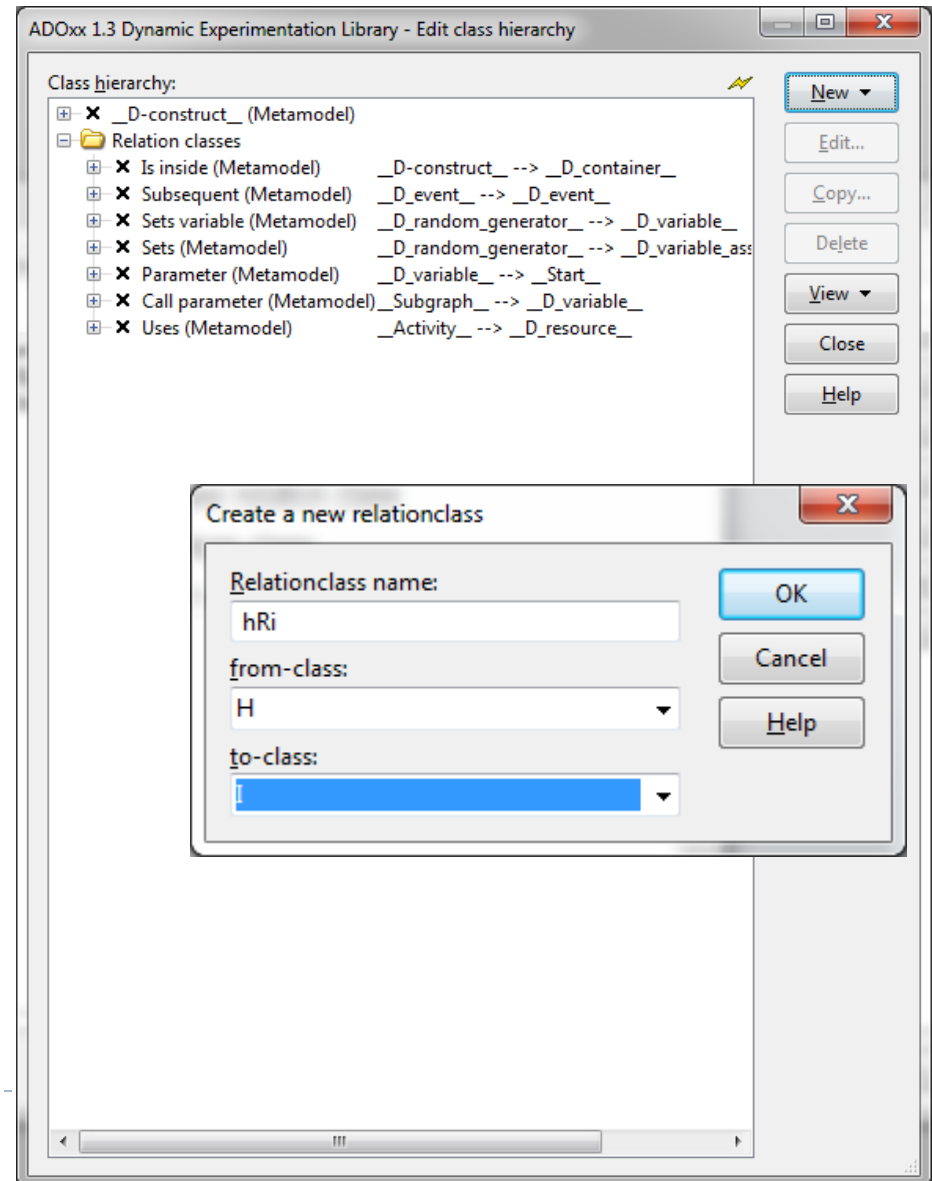 ADOxx 1.3 Dynamic Experimentation Library - Edit class hierarchy
Class hierarchy:
New
__D-construct__ (Metamodel)
Relation classes
Edit...
Is inside (Metamodel) __D-construct__ --> __D_container__
Subsequent (Metamodel) __D_event__ --> __D_event__
Copy...
Sets variable (Metamodel) __D_random_generator__ --> __D_variable__
Sets (Metamodel) __D_random_generator__ --> __D_variable_ass
Delete
Parameter (Metamodel) __D_variable__ --> __Start__
Call parameter (Metamodel) __Subgraph__ --> __D_variable__
View
Uses (Metamodel) __Activity__ --> __D_resource__
Close
Help
Create a new relationclass
Relationclass name:
OK
hRi
Cancel
from-class:
H
Help
to-class:
I